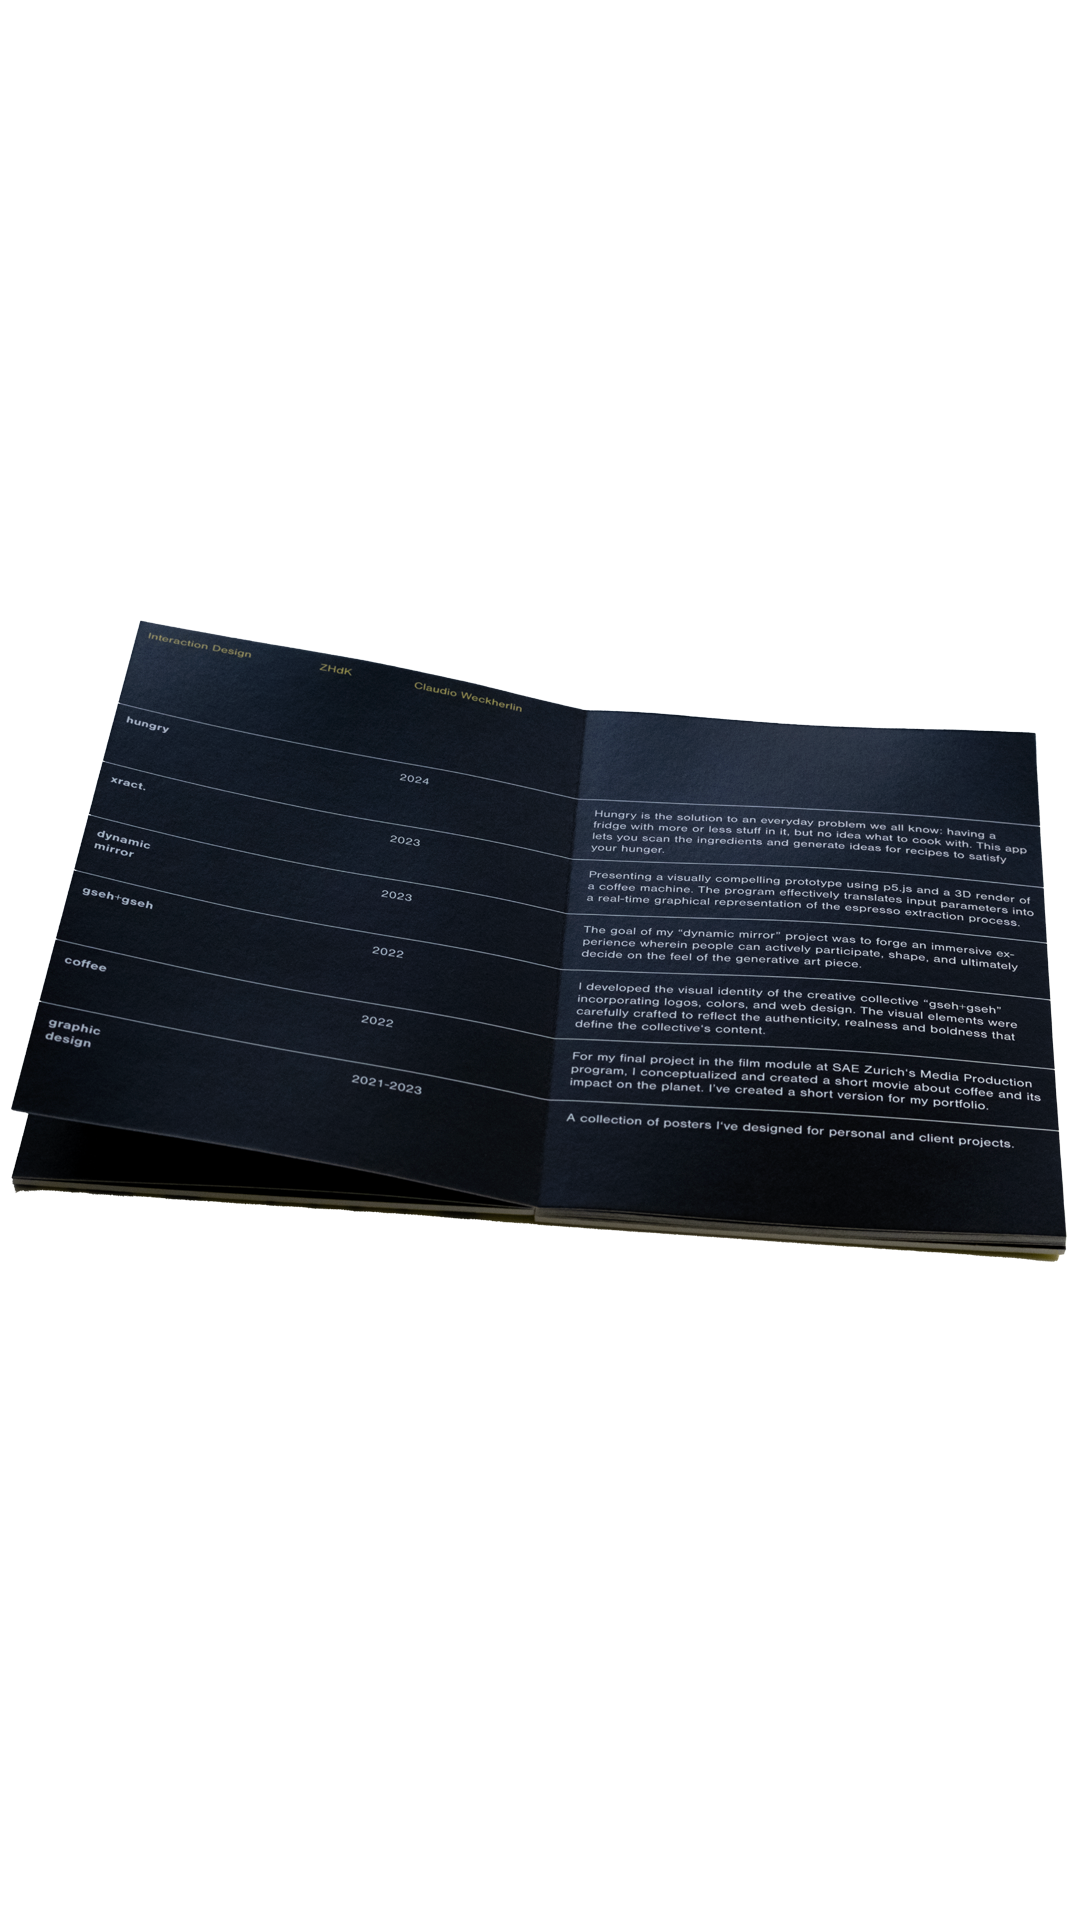 Interaction Design
ZHdK
Claudio Weckherlin
hungry
2024
Hungry is the solution to an everyday problem we all know: having a
fridge with more or less stuff in it, but no idea what to cook with. This app
lets you scan the ingredients and generate ideas for recipes to satisfy
your hunger.
xract.
2023
Presenting a visually compelling prototype using p5.js and a 3D render of
a coffee machine. The program effectively translates input parameters into
a real-time graphical representation of the espresso extraction process.
dynamic
mirror
2023
The goal of my "dynamic mirror" project was to forge an immersive ex-
perience wherein people can actively participate, shape, and ultimately
decide on the feel of the generative art piece.
gseh+gseh
2022
I developed the visual identity of the creative collective "gseh+gseh"
incorporating logos, colors, and web design. The visual elements were
carefully crafted to reflect the authenticity, realness and boldness that
define the collective's content.
coffee
2022
For my final project in the film module at SAE Zurich's Media Production
program, I conceptualized and created a short movie about coffee and its
impact on the planet. I've created a short version for my portfolio.
graphic
design
2021-2023
A collection of posters I've designed for personal and client projects.